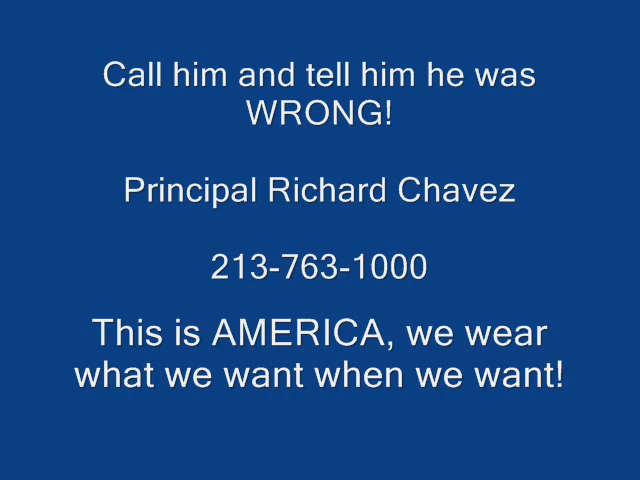 Call him and tell him he was
WRONG!
Principal Richard Chavez
213-763-1000
This is AMERICA, we wear
what we want when we want!